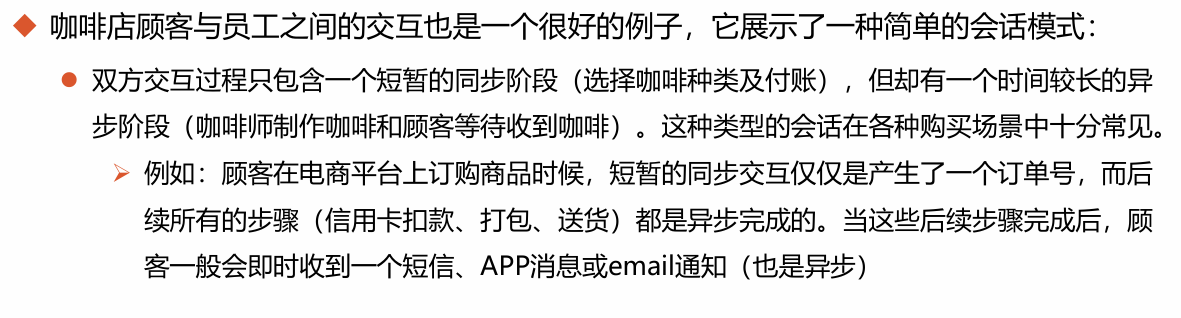 咖啡店顾客与员工之间的交互也是一个很好的例子，它展示了一种简单的会话模式：
双方交互过程只包含一个短暂的同步阶段（选择咖啡种类及付账），但却有一个时间较长的异
步阶段（咖啡师制作咖啡和顾客等待收到咖啡）。这种类型的会话在各种购买场景中十分常见。
例如：顾客在电商平台上订购商品时候，短暂的同步交互仅仅是产生了一个订单号，而后
续所有的步骤（信用卡扣款、打包、送货）都是异步完成的。当这些后续步骤完成后，顾
客一般会即时收到一个短信、APP消息或email通知（也是异步）